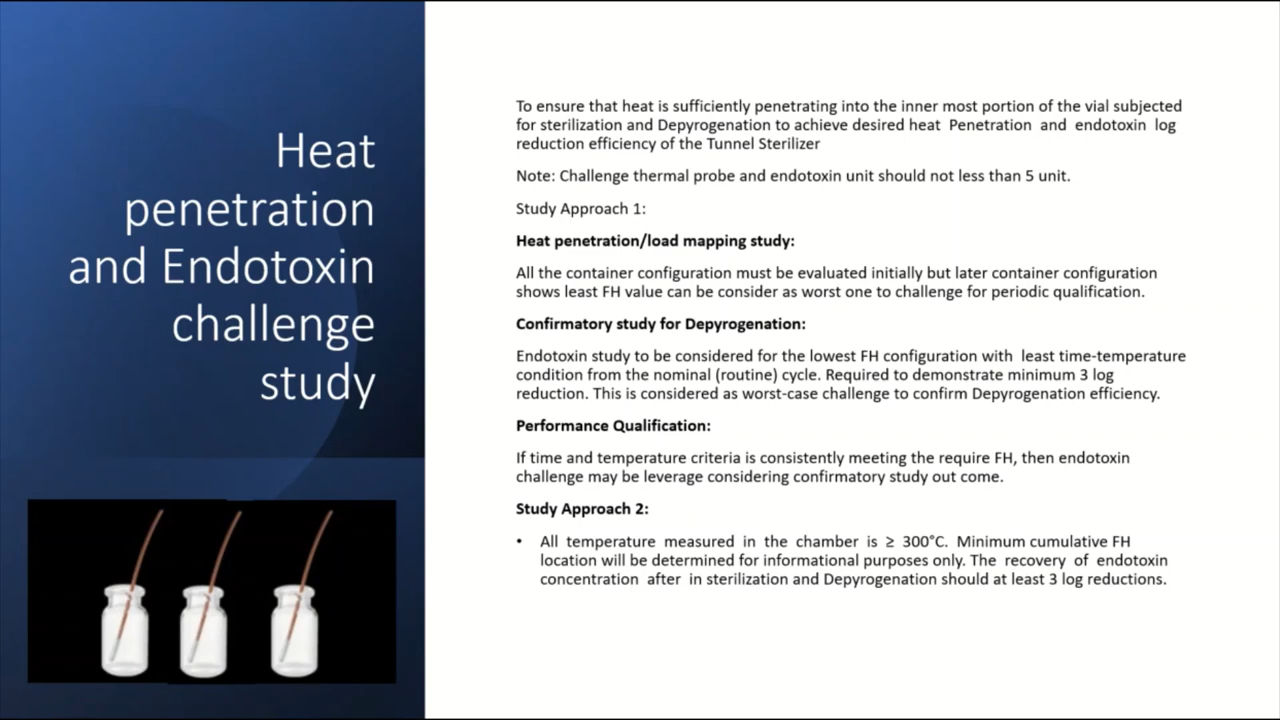 Heat
penetration
and Endotoxin
challenge
study
To ensure that heat is sufficiently penetrating into the inner most portion of the vial subjected
for sterilization and Depyrogenation to achieve desired heat Penetration and endotoxin log
reduction efficiency of the Tunnel Sterilizer
Note: Challenge thermal probe and endotoxin unit should not less than 5 unit.
Study Approach 1:
Heat penetration/load mapping study:
All the container configuration must be evaluated initially but later container configuration
shows least FH value can be consider as worst one to challenge for periodic qualification.
Confirmatory study for Depyrogenation:
Endotoxin study to be considered for the lowest FH configuration with least time-temperature
condition from the nominal (routine) cycle. Required to demonstrate minimum 3 log
reduction. This is considered as worst-case challenge to confirm Depyrogenation efficiency.
Performance Qualification:
If time and temperature criteria is consistently meeting the require FH, then endotoxin
challenge may be leverage considering confirmatory study out come.
Study Approach 2:
• All temperature measured in the chamber is ≥ 300°C. Minimum cumulative FH
location will be determined for informational purposes only. The recovery of endotoxin
concentration after in sterilization and Depyrogenation should at least 3 log reductions.